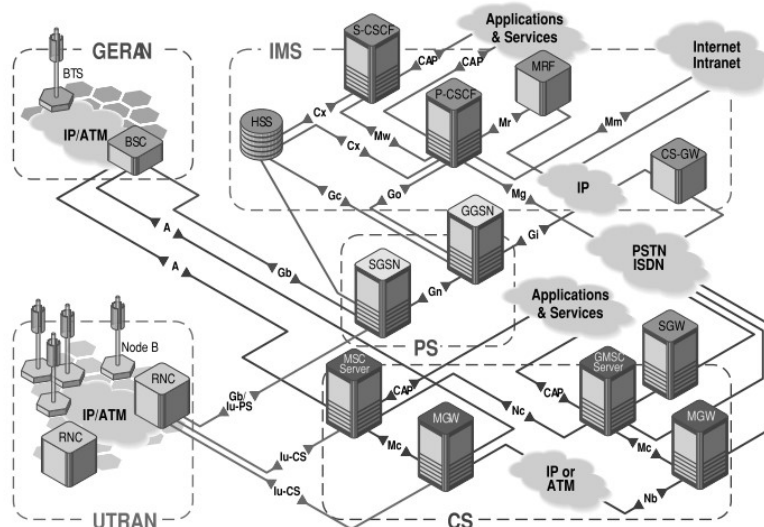 S-CSCF
Applications
& Services
GERAN
IMS
Internet
Intranet
BTS
CAP
CAP
MRF
P-CSCF
HSS
Cx
IP/ATM
BSC
Mw
Mr
Mm
Cx
CS-GW
IP
Gc
Go
Mg
GGSN
A
Gi
PSTN
ISDN
SGSN
A
Gb
Gn
Applications
& Services
Node B
PS
SGW
MSC
Server
GMSC
Server
RNC
Gb/
Iu-PS
CAP
CAP
IP/ATM
Nc
MGW
MGW
RNC
Iu-CS
Mc
Mc
IP or
ATM
Iu-CS
Nb
UTRAN
CS